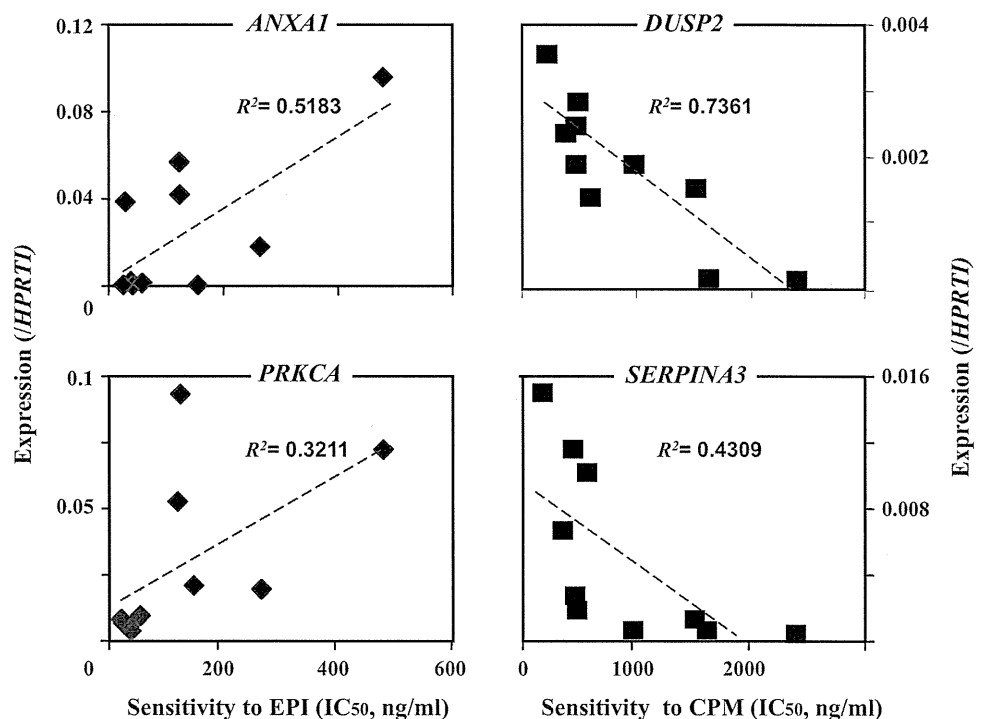 ANXA1
DUSP2
0.12
0.004
R²= 0.5183
R²= 0.7361
0.08
0.002
0.04
0
Expression (/HPRTI)
Expression (/HPRTI)
PRKCA
SERPINA3
0.1
0.016
R²= 0.3211
R²= 0.4309
0.05
0.008
0 200 400 600
0 1000 2000
Sensitivity to EPI (IC50, ng/ml)
Sensitivity to CPM (IC50, ng/ml)